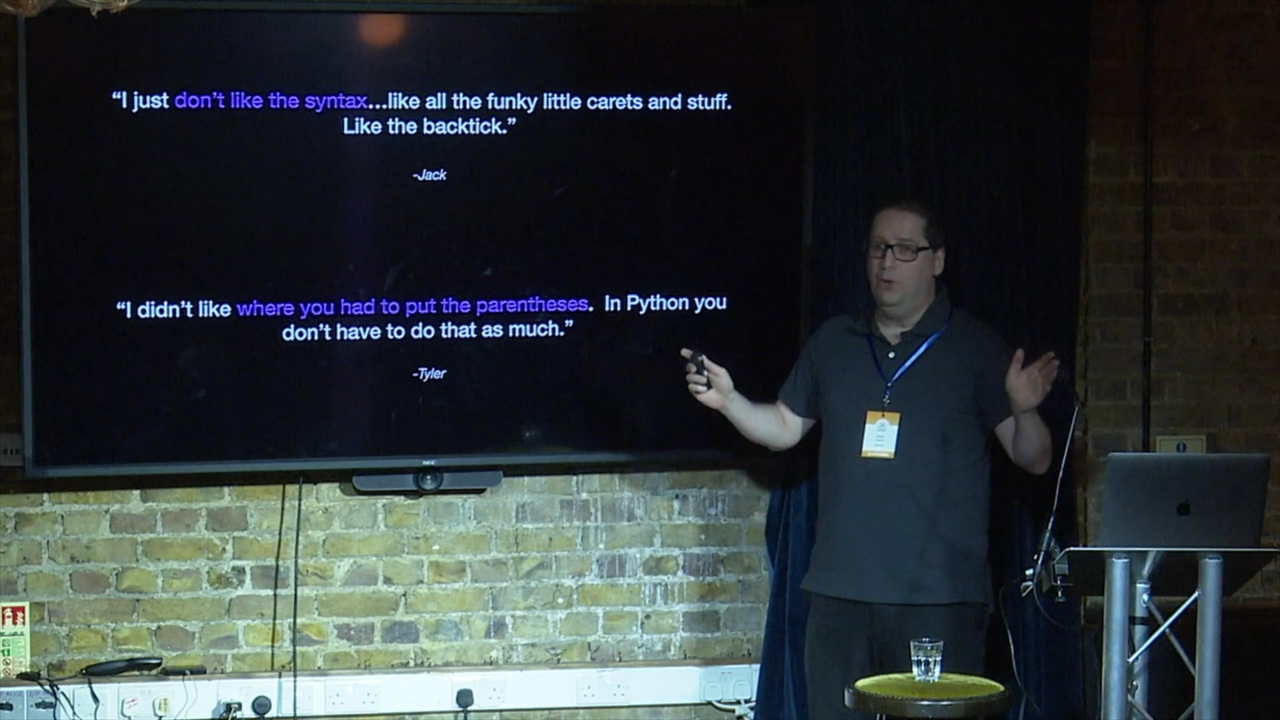 “I just don’t like the syntax...like all the funky little carets and stuff.
Like the backtick.”
-Jack
“I didn’t like where you had to put the parentheses. In Python you
don’t have to do that as much.”
-Tyler
NEC